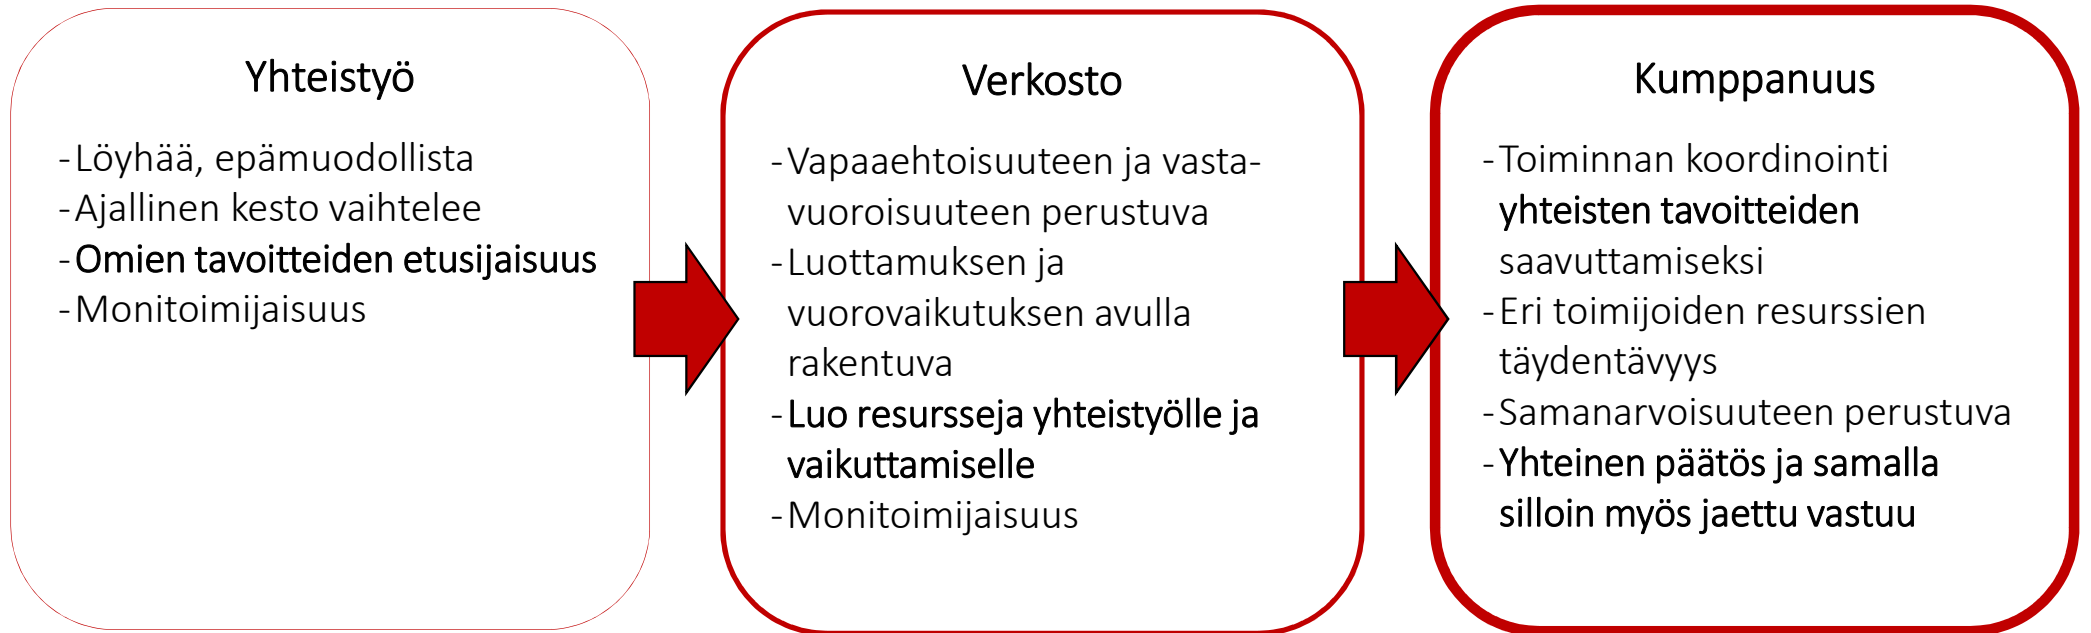 Yhteistyö
-Löyhää, epämuodollista
-Ajallinen kesto vaihtelee
-Omien tavoitteiden etusijaisuus
-Monitoimijaisuus
Verkosto
-Vapaaehtoisuuteen ja vasta-
vuoroisuuteen perustuva
-Luottamuksen ja
vuorovaikutuksen avulla
rakentuva
-Luo resursseja yhteistyölle ja
vaikuttamiselle
-Monitoimijaisuus
Kumppanuus
-Toiminnan koordinointi
yhteisten tavoitteiden
saavuttamiseksi
-Eri toimijoiden resurssien
täydentävyys
-Samanarvoisuuteen perustuva
-Yhteinen päätös ja samalla
silloin myös jaettu vastuu